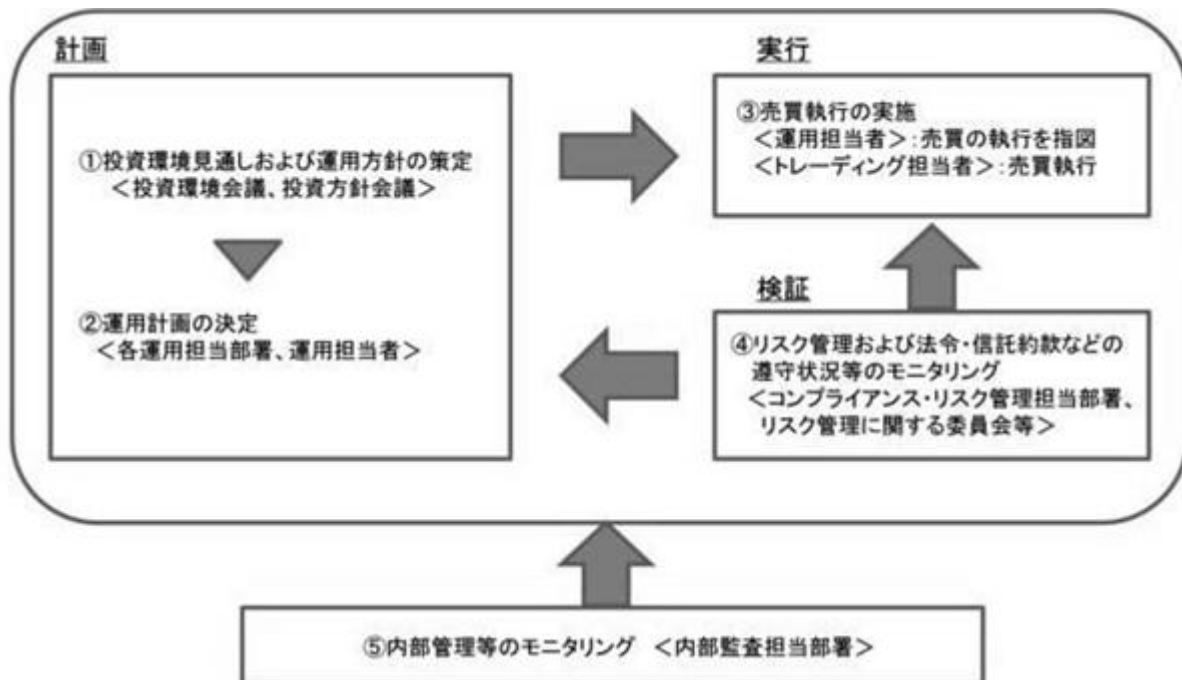 計画
①投資環境見通しおよび運用方針の策定
＜投資環境会議、投資方針会議＞
②運用計画の決定
＜各運用担当部署、運用担当者＞
実行
③売買執行の実施
＜運用担当者＞：売買の執行を指図
＜トレーディング担当者＞：売買執行
検証
④リスク管理および法令・信託約款などの
遵守状況等のモニタリング
＜コンプライアンス・リスク管理担当部署、
リスク管理に関する委員会等＞
⑤内部管理等のモニタリング　＜内部監査担当部署＞